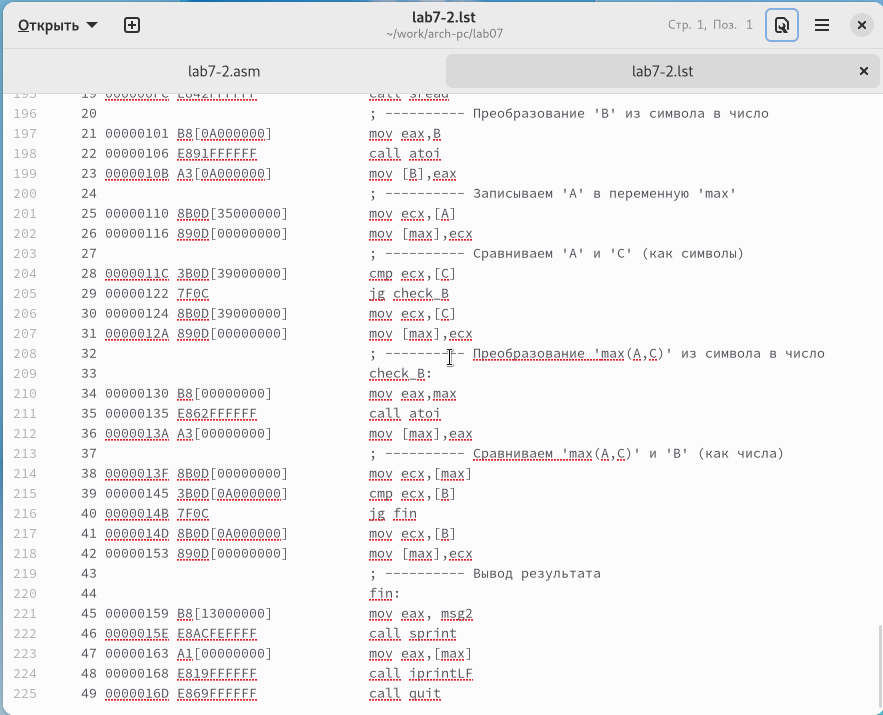 Открыть
lab7-2.lst
~/work/arch-pc/lab07
Стр. 1, Поз. 1
lab7-2.asm
lab7-2.lst
195 19 000000FC E842FFFFFF call sread
196 20 ; ---------- Преобразование 'B' из символа в число
197 21 00000101 B8[0A000000] mov eax,B
198 22 00000106 E891FFFFFF call atoi
199 23 0000010B A3[0A000000] mov [B],eax
200 24 ; ---------- Записываем 'A' в переменную 'max'
201 25 00000110 8B0D[35000000] mov ecx,[A]
202 26 00000116 890D[00000000] mov [max],ecx
203 27 ; ---------- Сравниваем 'A' и 'C' (как символы)
204 28 0000011C 3B0D[39000000] cmp ecx,[C]
205 29 00000122 7F0C jg check_B
206 30 00000124 8B0D[39000000] mov ecx,[C]
207 31 0000012A 890D[00000000] mov [max],ecx
208 32 ; ---------- Преобразование 'max(A,C)' из символа в число
209 33 check_B:
210 34 00000130 B8[00000000] mov eax,max
211 35 00000135 E862FFFFFF call atoi
212 36 0000013A A3[00000000] mov [max],eax
213 37 ; ---------- Сравниваем 'max(A,C)' и 'B' (как числа)
214 38 0000013F 8B0D[00000000] mov ecx,[max]
215 39 00000145 3B0D[0A000000] cmp ecx,[B]
216 40 0000014B 7F0C jg fin
217 41 0000014D 8B0D[0A000000] mov ecx,[B]
218 42 00000153 890D[00000000] mov [max],ecx
219 43 ; ---------- Вывод результата
220 44 fin:
221 45 00000159 B8[13000000] mov eax, msg2
222 46 0000015E E8ACFEFFFF call sprint
223 47 00000163 A1[00000000] mov eax,[max]
224 48 00000168 E819FFFFFF call iprintLF
225 49 0000016D E869FFFFFF call quit